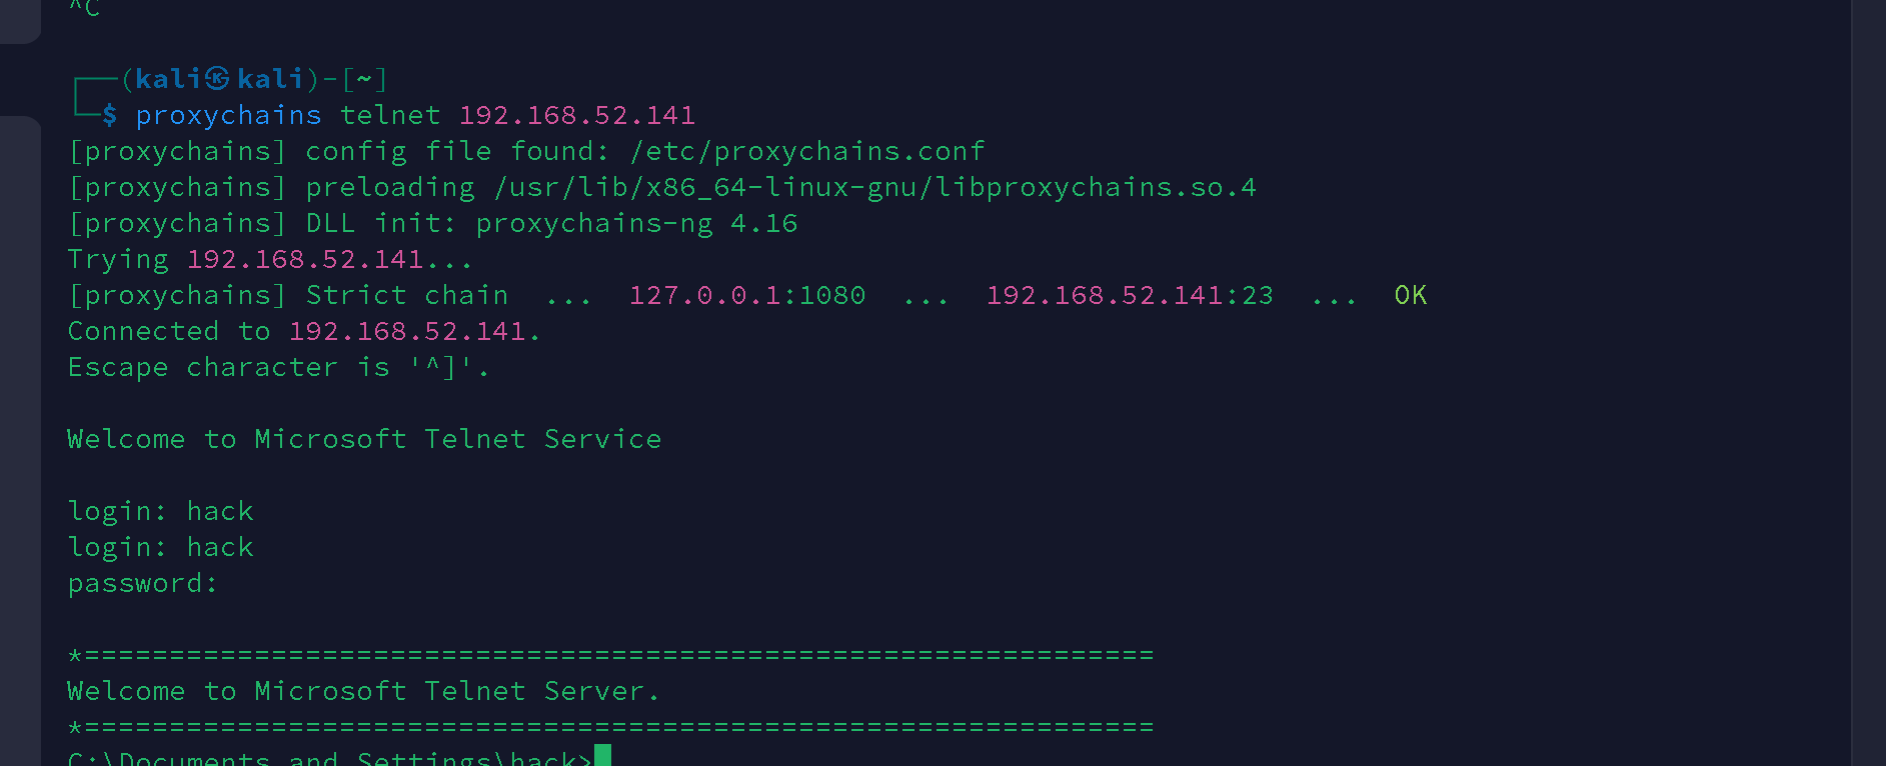 ^C
┌──(kali㉿kali)-[~]
└─$ proxychains telnet 192.168.52.141
[proxychains] config file found: /etc/proxychains.conf
[proxychains] preloading /usr/lib/x86_64-linux-gnu/libproxychains.so.4
[proxychains] DLL init: proxychains-ng 4.16
Trying 192.168.52.141...
[proxychains] Strict chain  ...  127.0.0.1:1080  ...  192.168.52.141:23  ...  OK
Connected to 192.168.52.141.
Escape character is '^]'.
Welcome to Microsoft Telnet Service
login: hack
login: hack
password:
*===============================================================
Welcome to Microsoft Telnet Server.
*===============================================================
C:\Documents and Settings\hack>